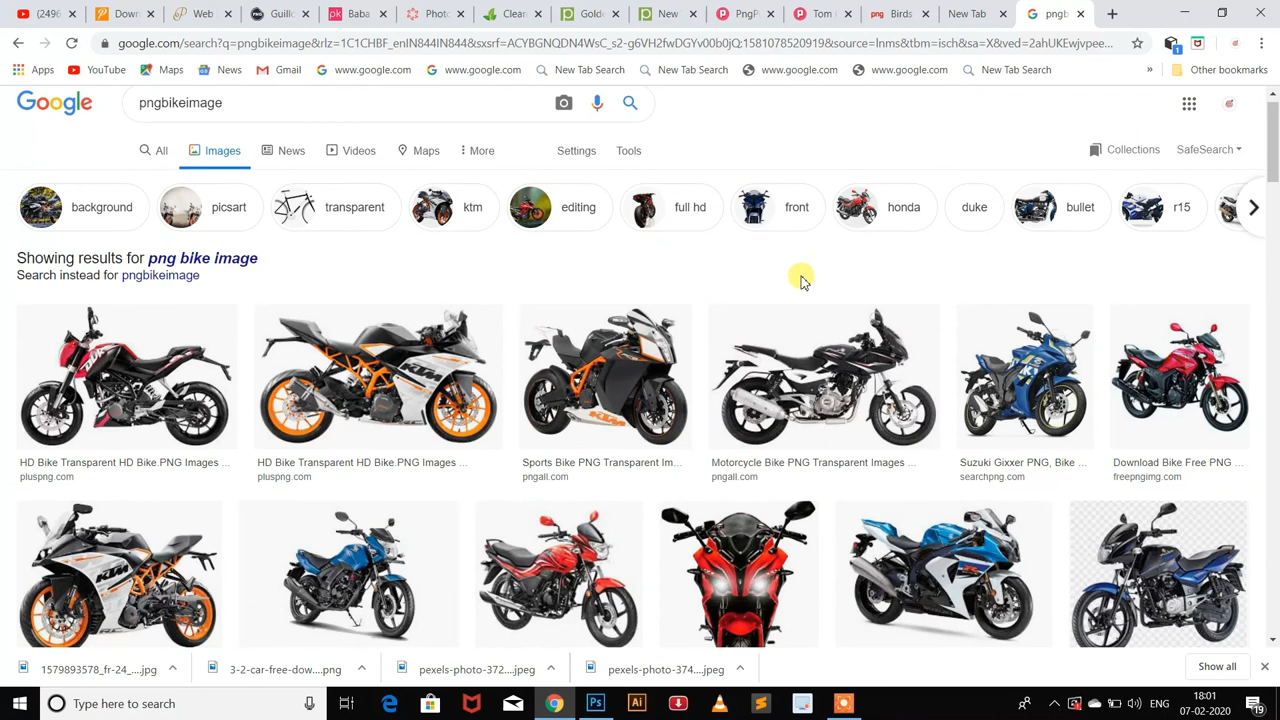 (249(
Down
Web
Guill
Baba
Photo
Clean
Golde
New
PngP
Tom
Birds
New Tab
pngb
google.com/search?q=pngbikeimage&rlz=1C1CHBF_enIN844IN844&sxsrf=ACYBGNQDN4WsC_s2-g6VH2fwDGYv00b0jQ:1581078520919&source=lnms&tbm=isch&sa=X&ved=2ahUKEwjvpee...
Apps YouTube Maps News Gmail www.google.com www.google.com New Tab Search New Tab Search www.google.com www.google.com New Tab Search » Other bookmarks
Google pngbikeimage
All Images News Videos Maps More Settings Tools Collections SafeSearch
background picsart transparent ktm editing full hd front honda duke bullet r15
Showing results for png bike image
Search instead for pngbikeimage
HD Bike Transparent HD Bike.PNG Images ...
pluspng.com
HD Bike Transparent HD Bike.PNG Images ...
pluspng.com
Sports Bike PNG Transparent Im...
pngall.com
Motorcycle Bike PNG Transparent Images ...
pngall.com
Suzuki Gixxer PNG, Bike ...
searchpng.com
Download Bike Free PNG ...
freepngimg.com
1579893578_fr-24_....jpg 3-2-car-free-dow....png pexels-photo-372....jpeg pexels-photo-374....jpeg Show all
Type here to search
ENG
18:01
07-02-2020
19